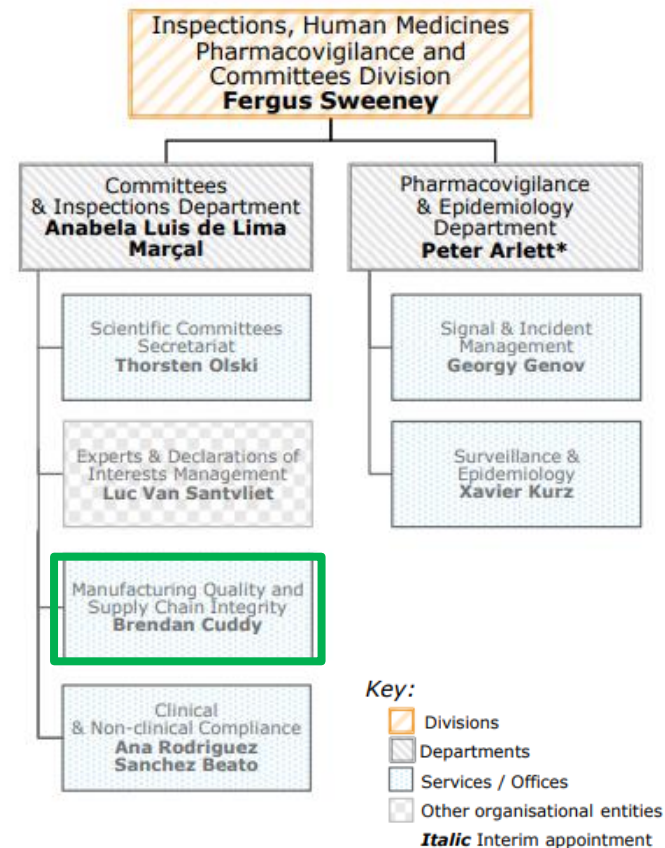 Inspections, Human Medicines
Pharmacovigilance and
Committees Division
Fergus Sweeney
Committees
& Inspections Department
Anabela Luis de Lima
Marçal
Scientific Committees
Secretariat
Thorsten Olski
Experts & Declarations of
Interests Management
Luc Van Santvliet
Manufacturing Quality and
Supply Chain Integrity
Brendan Cuddy
Clinical
& Non-clinical Compliance
Ana Rodriguez
Sanchez Beato
Pharmacovigilance
& Epidemiology
Department
Peter Arlett*
Signal & Incident
Management
Georgy Genov
Surveillance &
Epidemiology
Xavier Kurz
Key:
Divisions
Departments
Services / Offices
Other organisational entities
Italic Interim appointment